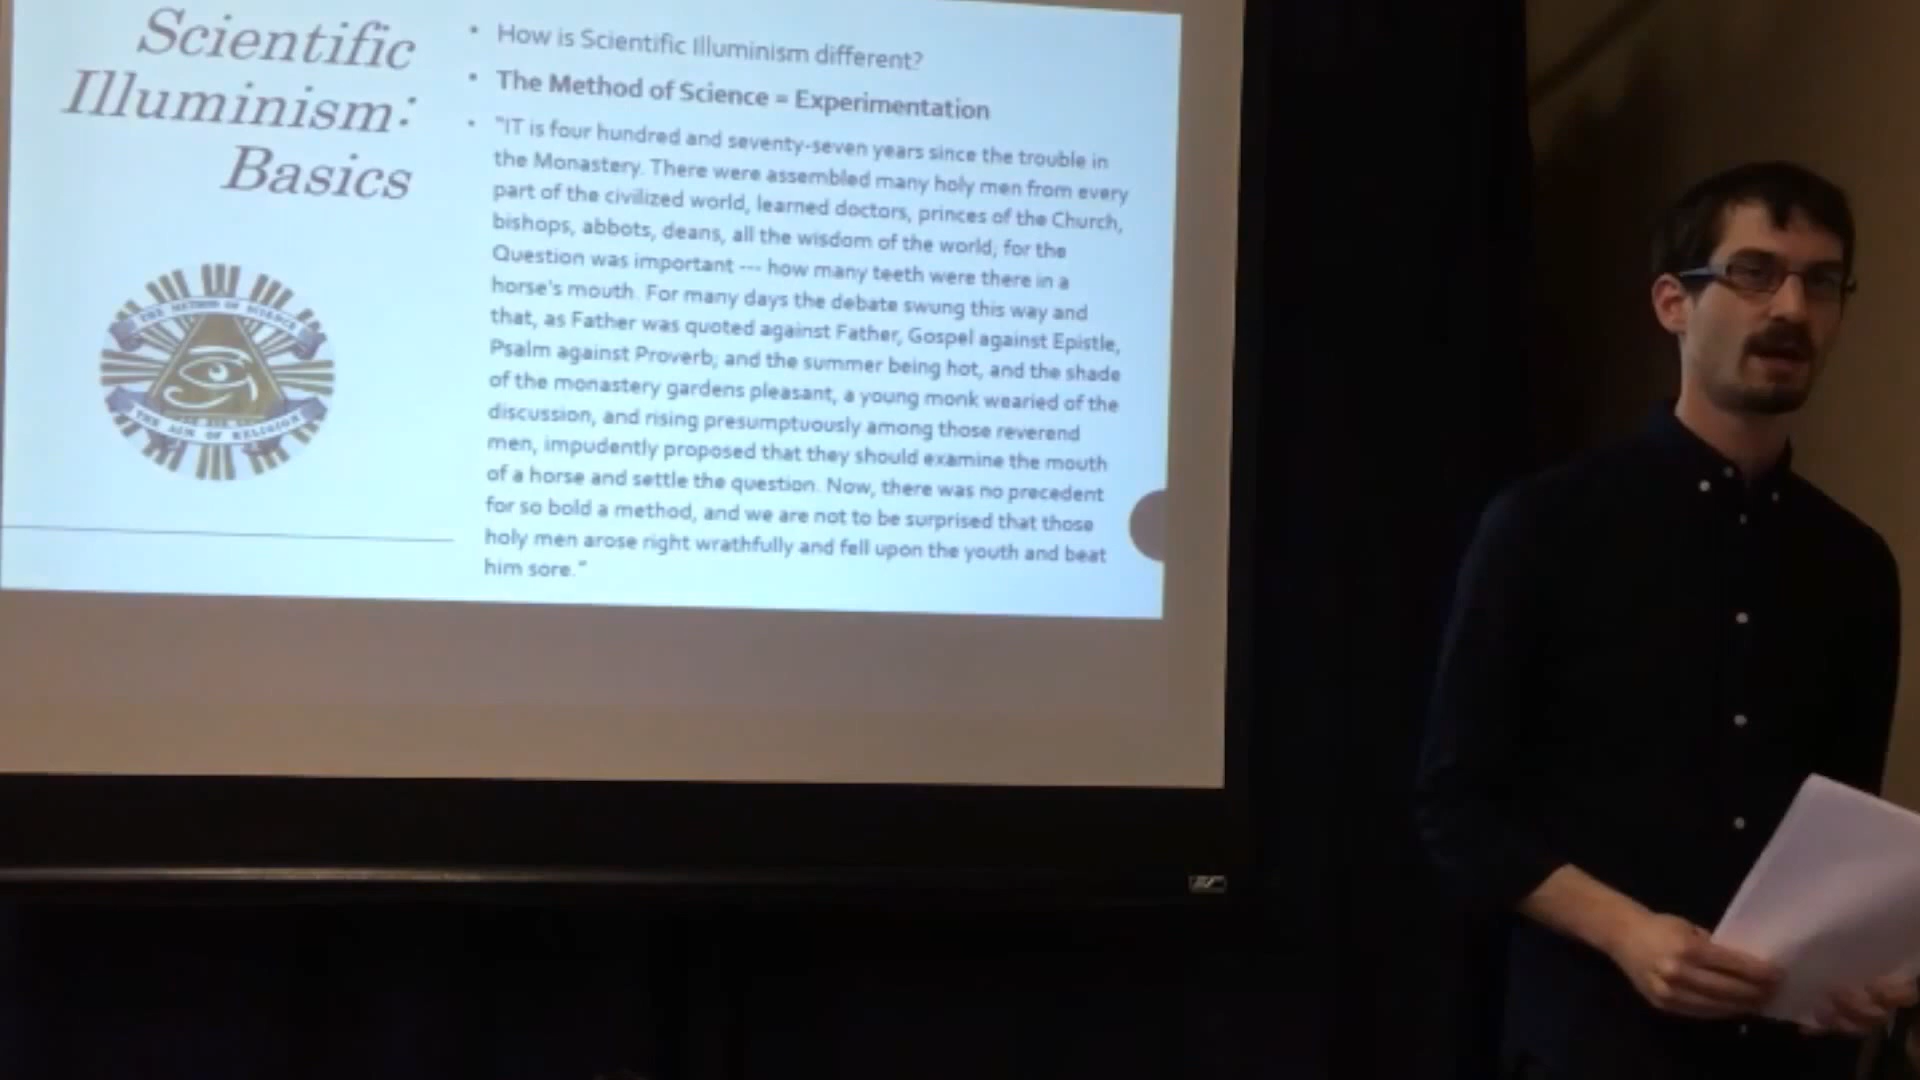 Scientific
Illuminism:
Basics
THE METHOD OF SCIENCE
THE AIM OF RELIGION
• How is Scientific Illuminism different?
• The Method of Science = Experimentation
• "IT is four hundred and seventy-seven years since the trouble in
the Monastery. There were assembled many holy men from every
part of the civilized world, learned doctors, princes of the Church,
bishops, abbots, deans, all the wisdom of the world; for the
Question was important --- how many teeth were there in a
horse's mouth. For many days the debate swung this way and
that, as Father was quoted against Father, Gospel against Epistle,
Psalm against Proverb; and the summer being hot, and the shade
of the monastery gardens pleasant, a young monk wearied of the
discussion, and rising presumptuously among those reverend
men, impudently proposed that they should examine the mouth
of a horse and settle the question. Now, there was no precedent
for so bold a method, and we are not to be surprised that those
holy men arose right wrathfully and fell upon the youth and beat
him sore."